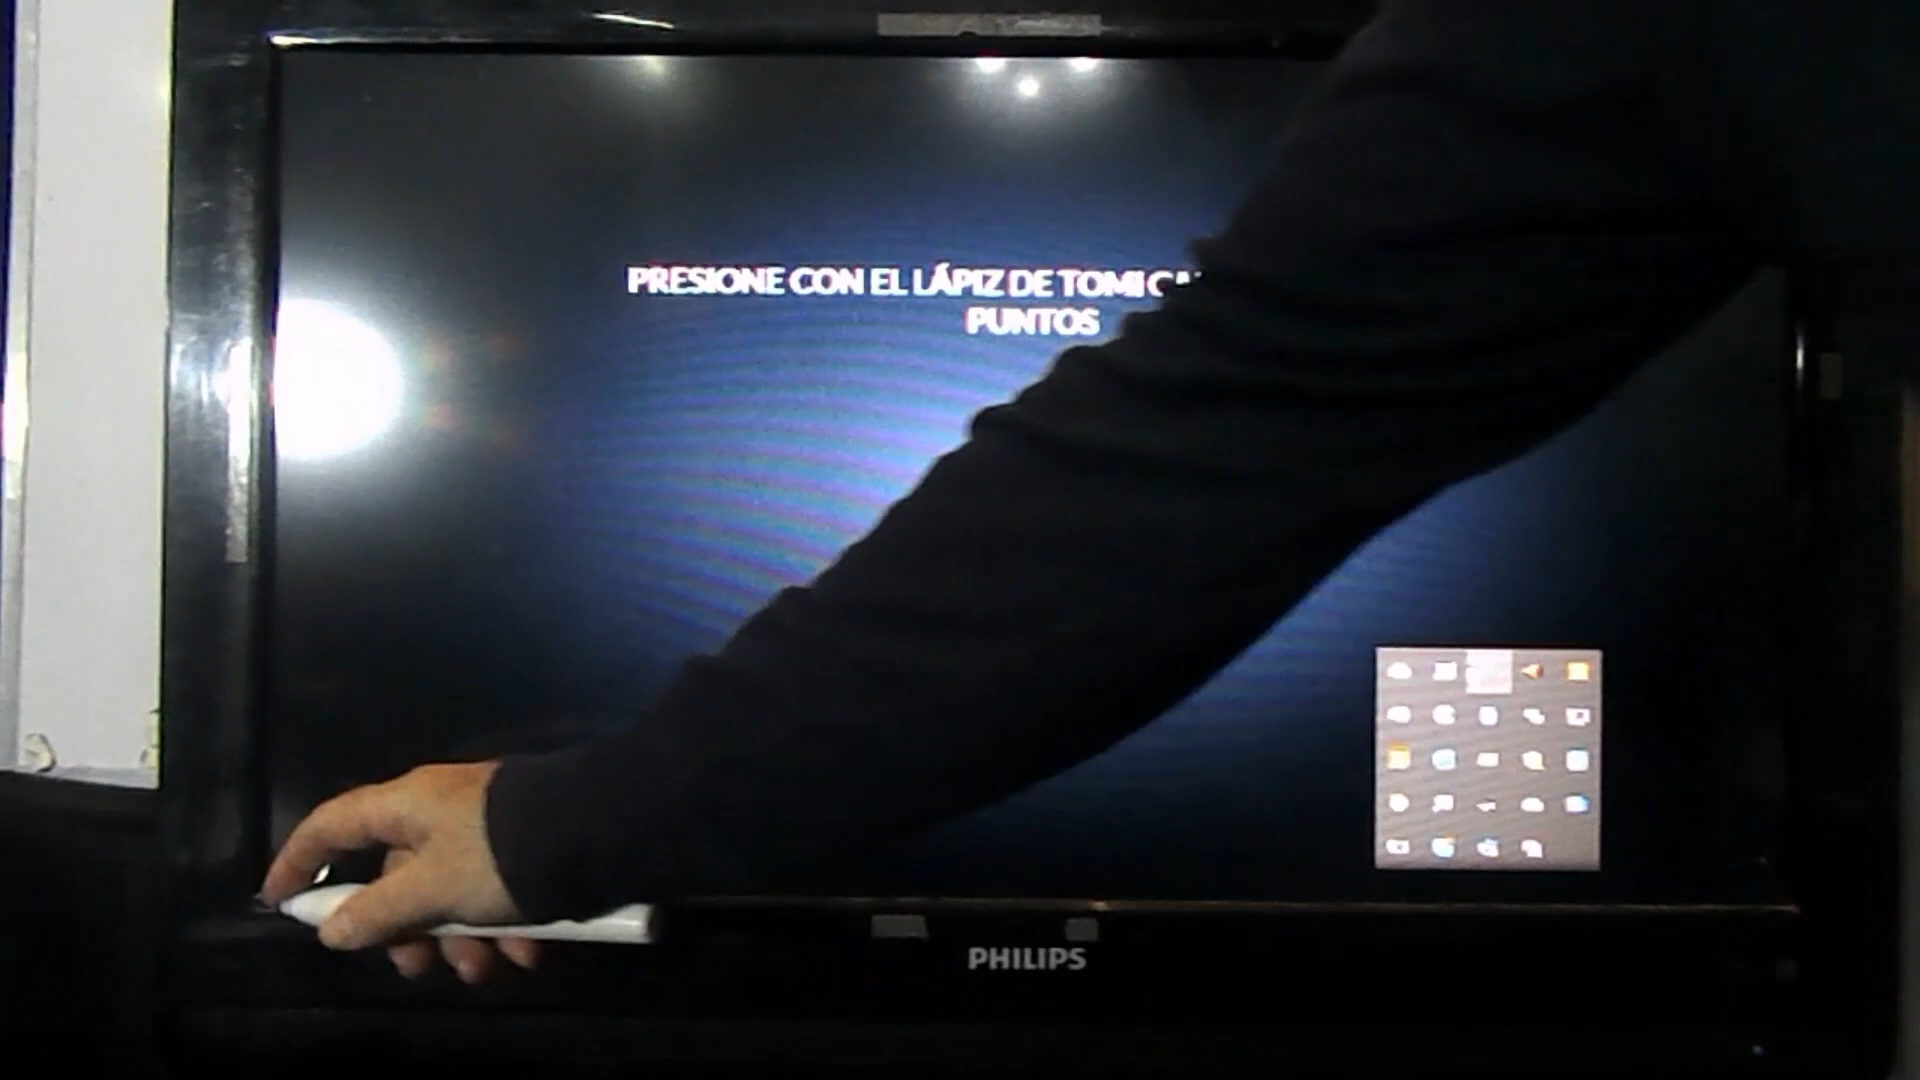 PRESIONE CON EL LÁPIZ DE TOMI
PUNTOS
PHILIPS